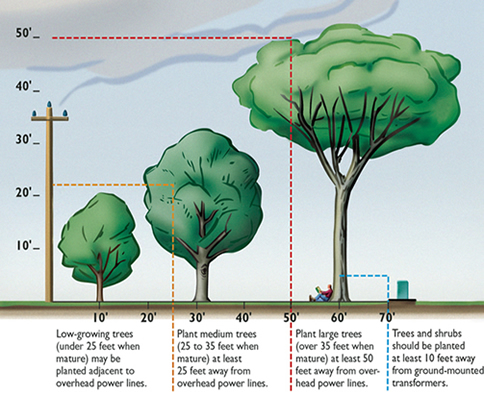 50'
40'
30'
20'
10'
10' 20' 30' 40' 50' 60' 70'
Low-growing trees
(under 25 feet when
mature) may be
planted adjacent to
overhead power lines.
Plant medium trees
(25 to 35 feet when
mature) at least
25 feet away from
overhead power lines.
Plant large trees
(over 35 feet when
mature) at least 50
feet away from over-
head power lines.
Trees and shrubs
should be planted
at least 10 feet away
from ground-mounted
transformers.